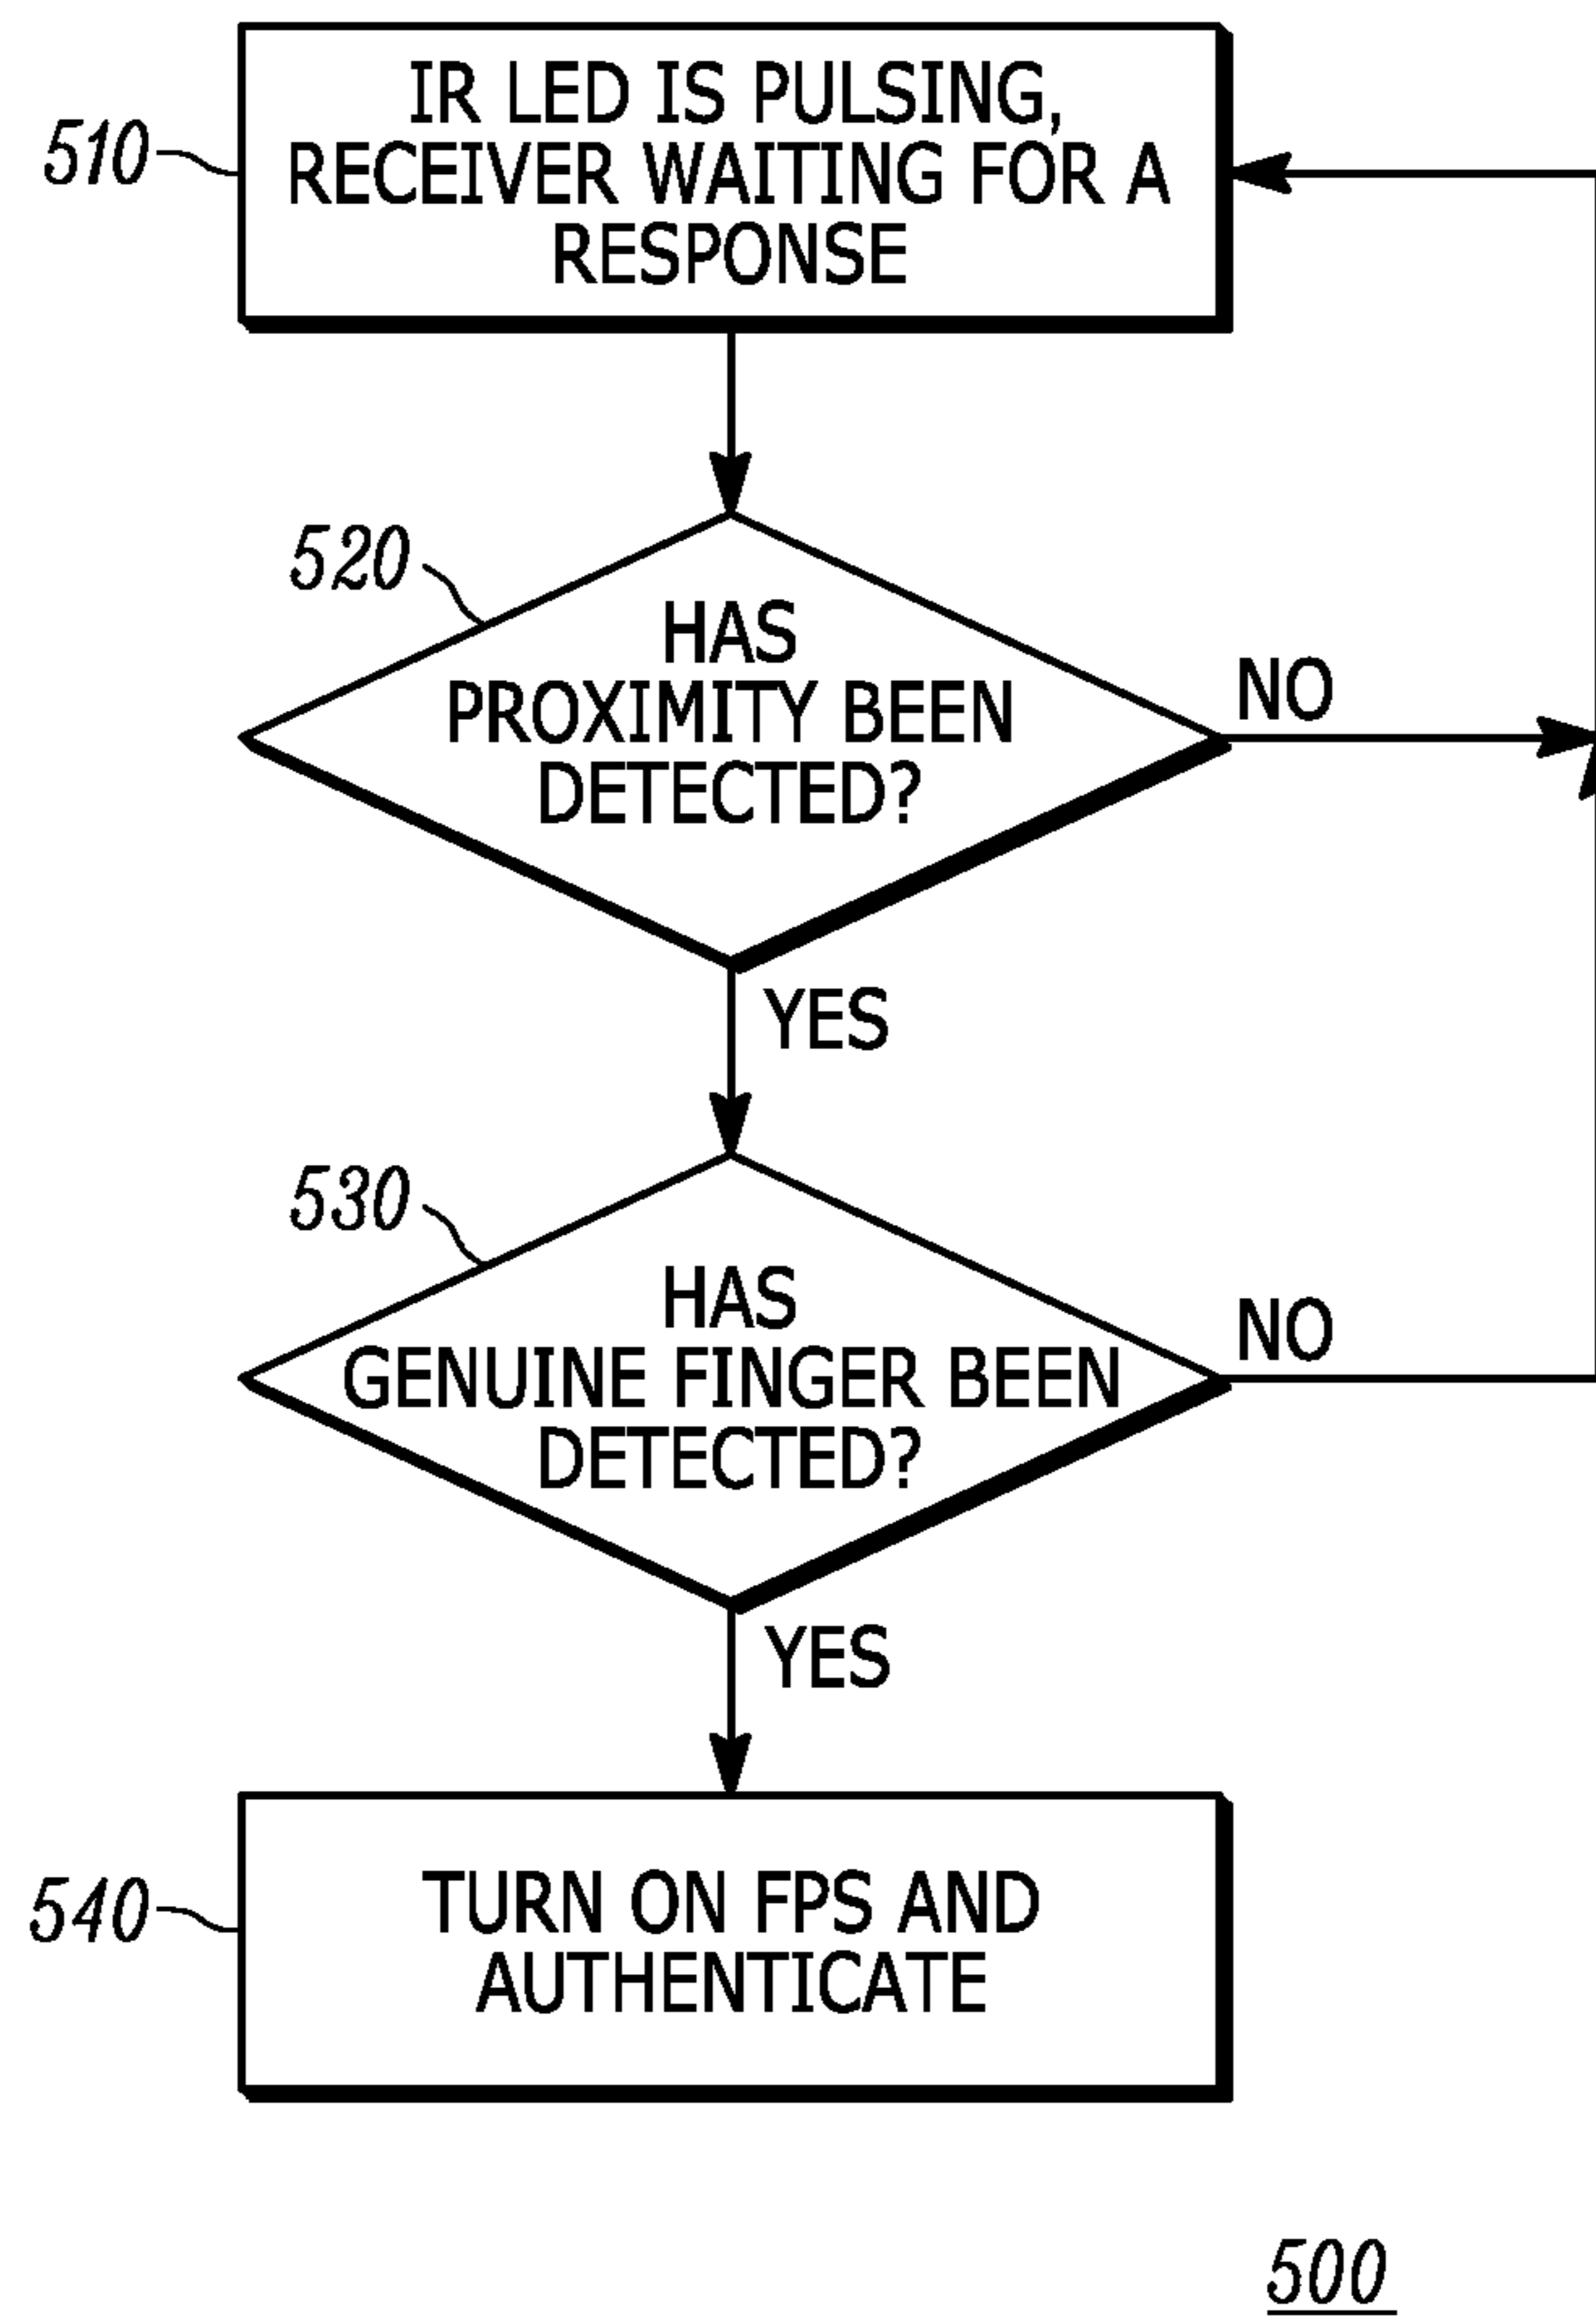 510
IR LED IS PULSING,
RECEIVER WAITING FOR A
RESPONSE
520
HAS
PROXIMITY BEEN
DETECTED?
NO
YES
530
HAS
GENUINE FINGER BEEN
DETECTED?
NO
YES
540
TURN ON FPS AND
AUTHENTICATE
500